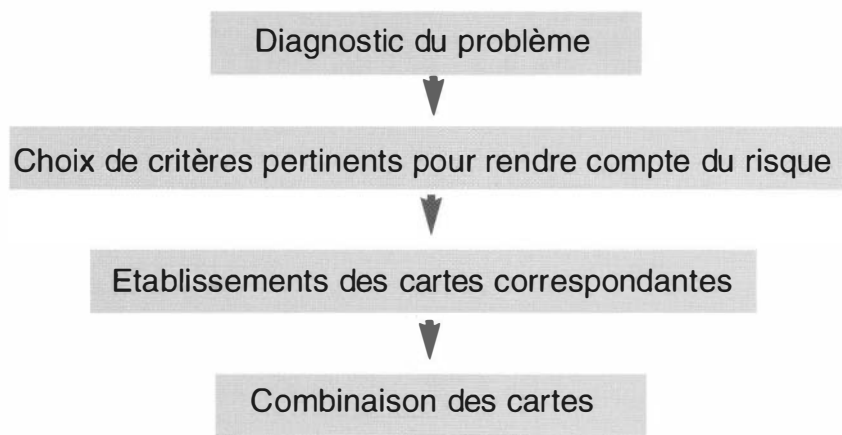 Diagnostic du problème
Choix de critères pertinents pour rendre compte du risque
Etablissements des cartes correspondantes
Combinaison des cartes